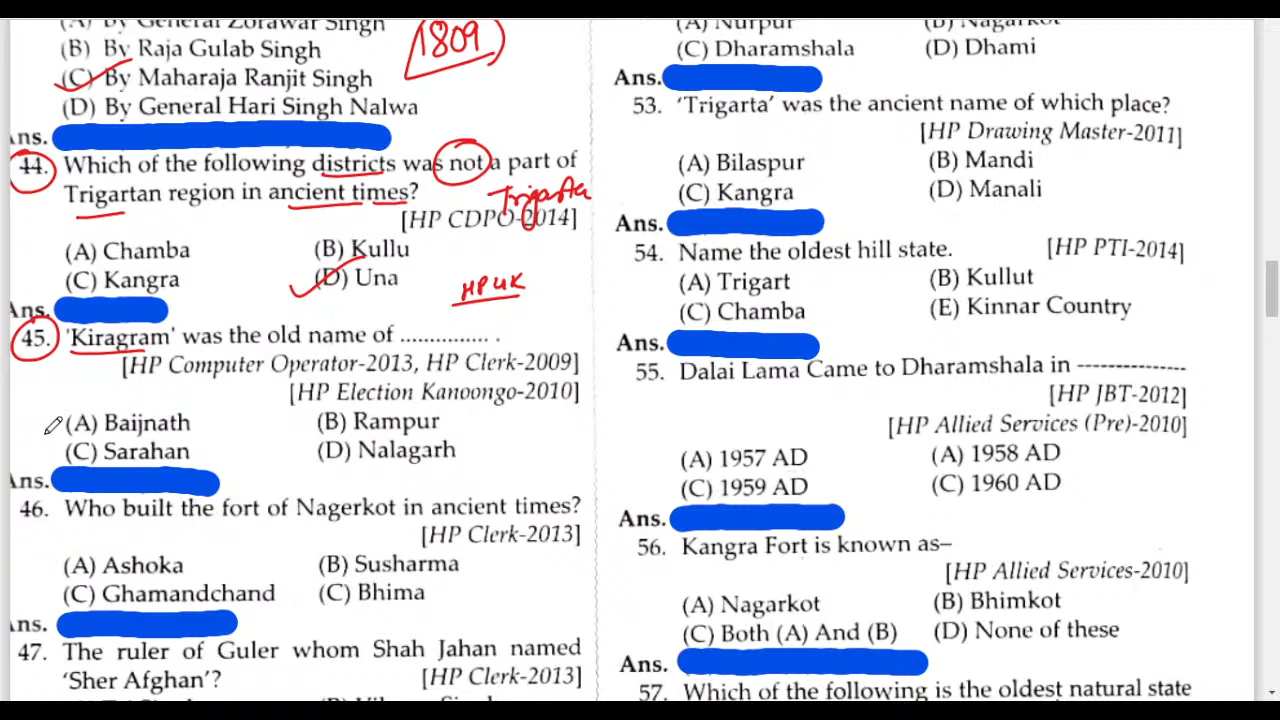 (A) By General Zorawar Singh
(B) By Raja Gulab Singh
1809
(C) By Maharaja Ranjit Singh
(D) By General Hari Singh Nalwa
Ans.
44. Which of the following districts was not a part of
Trigartan region in ancient times?
Trigarta
[HP CDPO-2014]
(A) Chamba (B) Kullu
(C) Kangra (D) Una
HP UK
Ans.
45. 'Kiragram' was the old name of ............... .
[HP Computer Operator-2013, HP Clerk-2009]
[HP Election Kanoongo-2010]
(A) Baijnath (B) Rampur
(C) Sarahan (D) Nalagarh
Ans.
46. Who built the fort of Nagerkot in ancient times?
[HP Clerk-2013]
(A) Ashoka (B) Susharma
(C) Ghamandchand (C) Bhima
Ans.
47. The ruler of Guler whom Shah Jahan named
'Sher Afghan'?
[HP Clerk-2013]
(A) Nurpur (B) Nagarkot
(C) Dharamshala (D) Dhami
Ans.
53. 'Trigarta' was the ancient name of which place?
[HP Drawing Master-2011]
(A) Bilaspur (B) Mandi
(C) Kangra (D) Manali
Ans.
54. Name the oldest hill state. [HP PTI-2014]
(A) Trigart (B) Kullut
(C) Chamba (E) Kinnar Country
Ans.
55. Dalai Lama Came to Dharamshala in ---------------
[HP JBT-2012]
[HP Allied Services (Pre)-2010]
(A) 1957 AD (A) 1958 AD
(C) 1959 AD (C) 1960 AD
Ans.
56. Kangra Fort is known as–
[HP Allied Services-2010]
(A) Nagarkot (B) Bhimkot
(C) Both (A) And (B) (D) None of these
Ans.
57. Which of the following is the oldest natural state